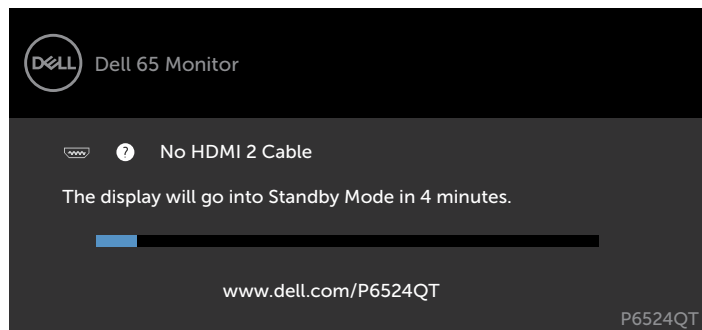 DELL
Dell 65 Monitor
? No HDMI 2 Cable
The display will go into Standby Mode in 4 minutes.
www.dell.com/P6524QT
P6524QT